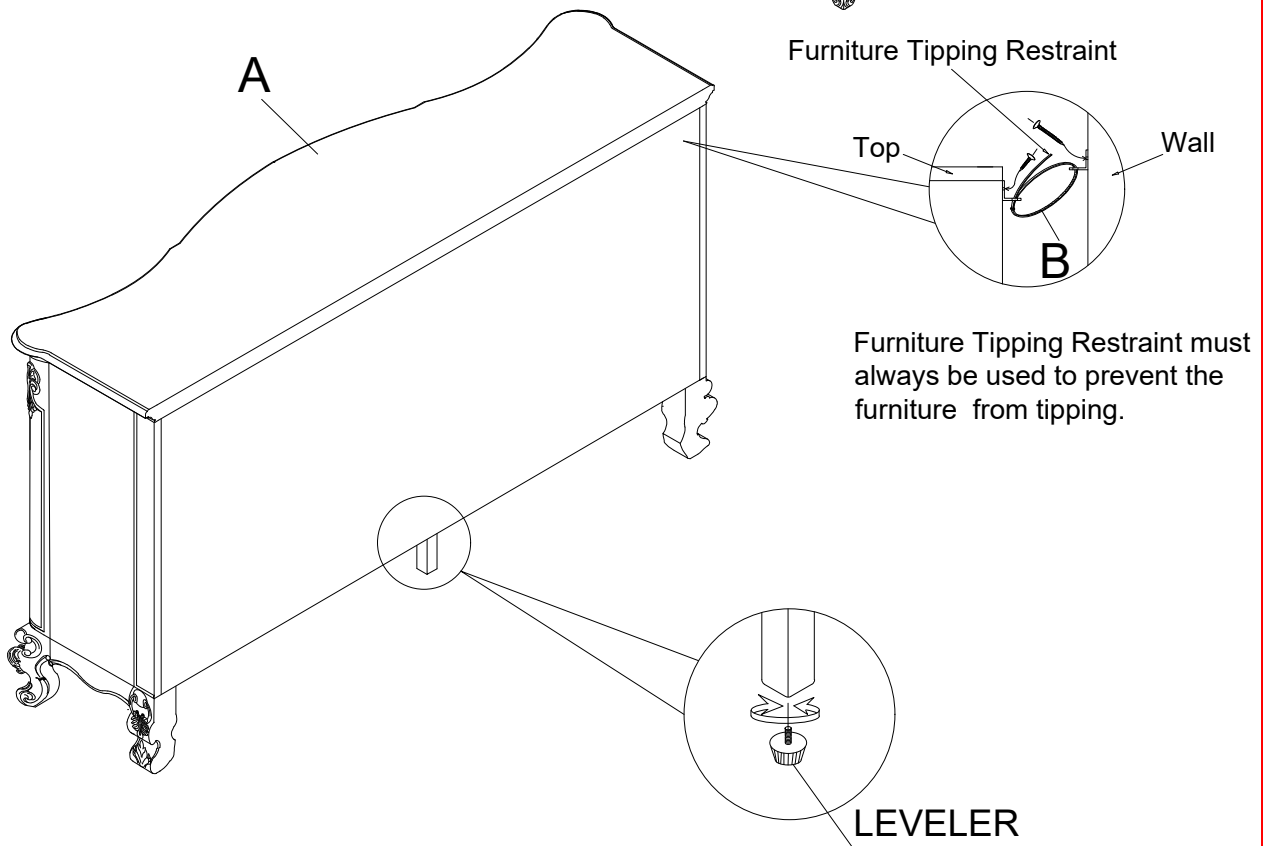 Furniture Tipping Restraint
A
Top
Wall
B
Furniture Tipping Restraint must
always be used to prevent the
furniture from tipping.
LEVELER